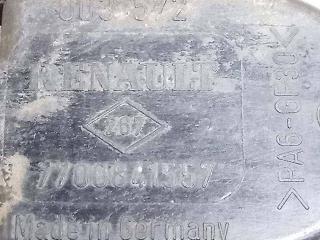 RENAULT
7700841357
Made in Germany
>PA6-GF30<